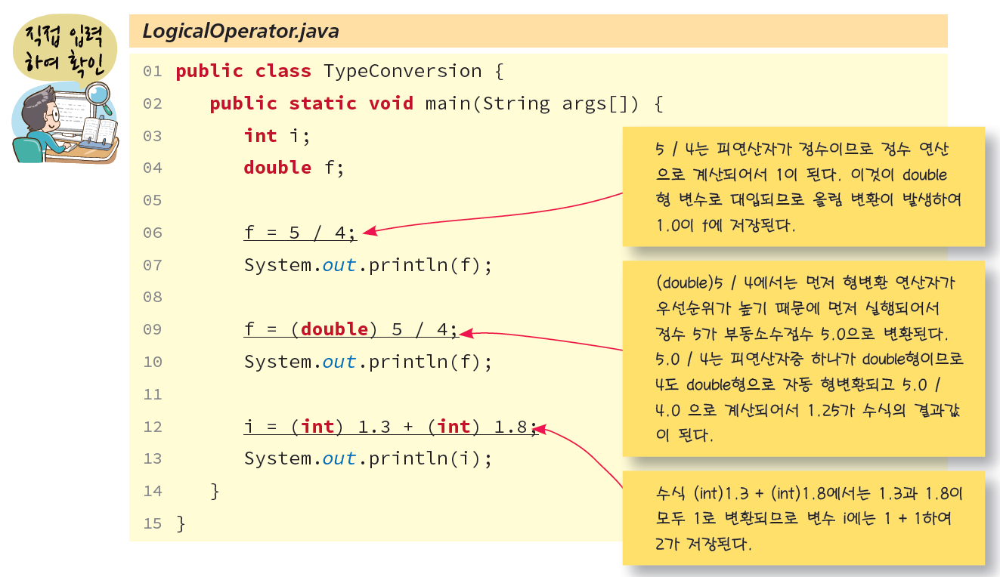 직접 입력
하여 확인
LogicalOperator.java
01 public class TypeConversion {
02 public static void main(String args[]) {
03 int i;
04 double f;
05
06 f = 5 / 4;
07 System.out.println(f);
08
09 f = (double) 5 / 4;
10 System.out.println(f);
11
12 i = (int) 1.3 + (int) 1.8;
13 System.out.println(i);
14 }
15 }
5 / 4는 피연산자가 정수이므로 정수 연산
으로 계산되어서 1이 된다. 이것이 double
형 변수로 대입되므로 올림 변환이 발생하여
1.0이 f에 저장된다.
(double)5 / 4에서는 먼저 형변환 연산자가
우선순위가 높기 때문에 먼저 실행되어서
정수 5가 부동소수점수 5.0으로 변환된다.
5.0 / 4는 피연산자중 하나가 double형이므로
4도 double형으로 자동 형변환되고 5.0 /
4.0 으로 계산되어서 1.25가 수식의 결과값
이 된다.
수식 (int)1.3 + (int)1.8에서는 1.3과 1.8이
모두 1로 변환되므로 변수 i에는 1 + 1하여
2가 저장된다.